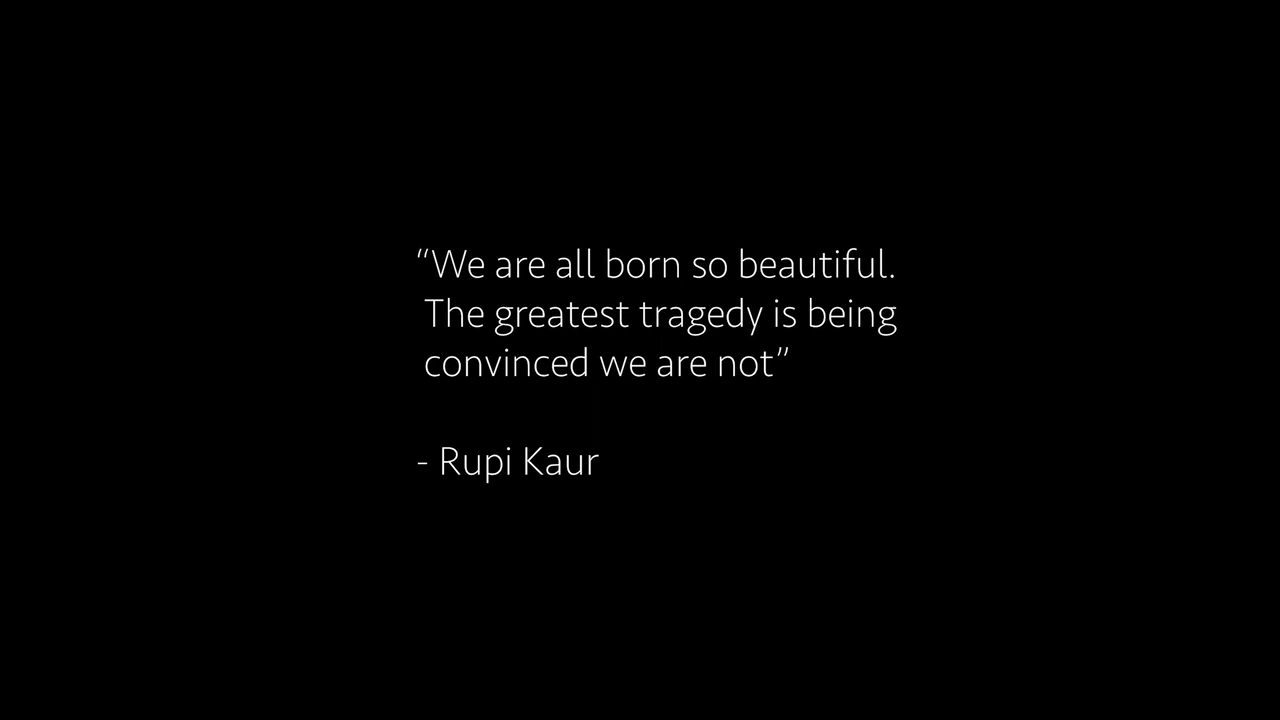 “We are all born so beautiful.
The greatest tragedy is being
convinced we are not”
- Rupi Kaur